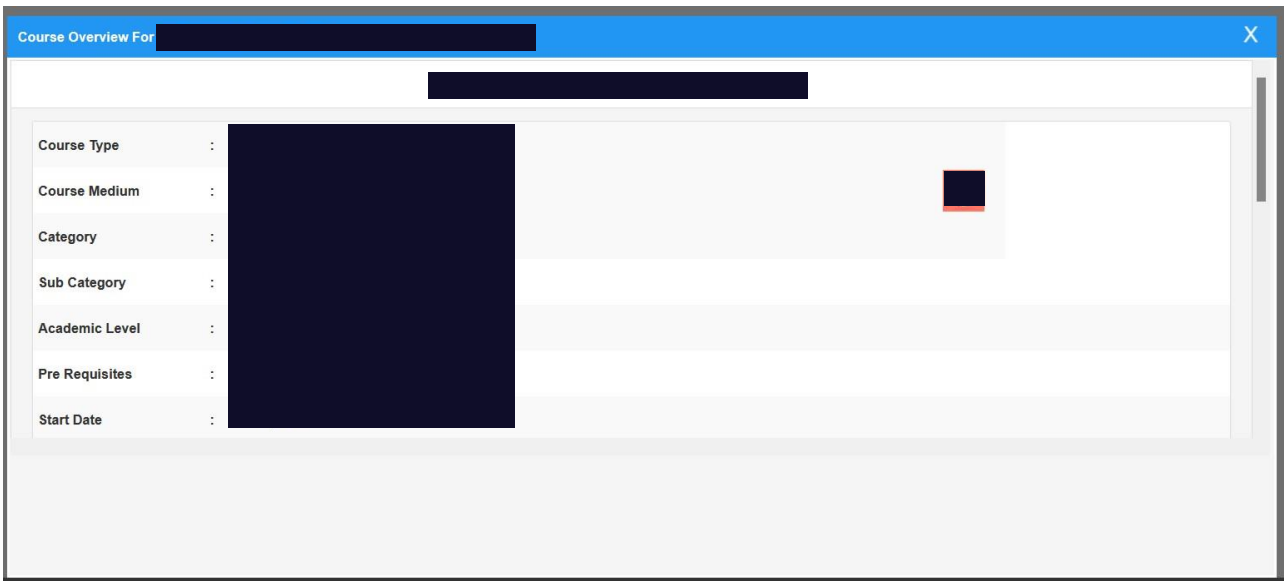 Course Overview For
X
Course Type :
Course Medium :
Category :
Sub Category :
Academic Level :
Pre Requisites :
Start Date :